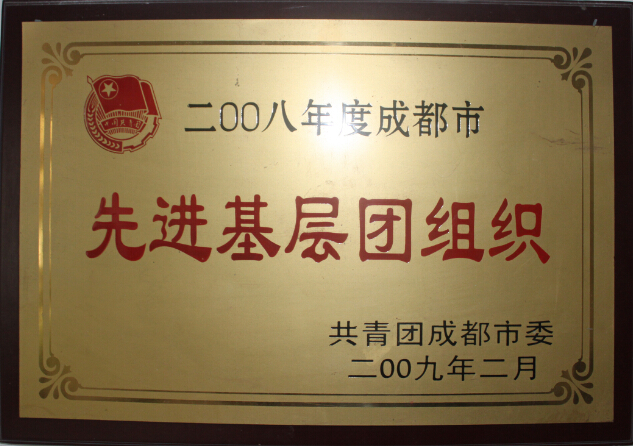 二00八年度成都市
先进基层团组织
共青团成都市委
二00九年二月